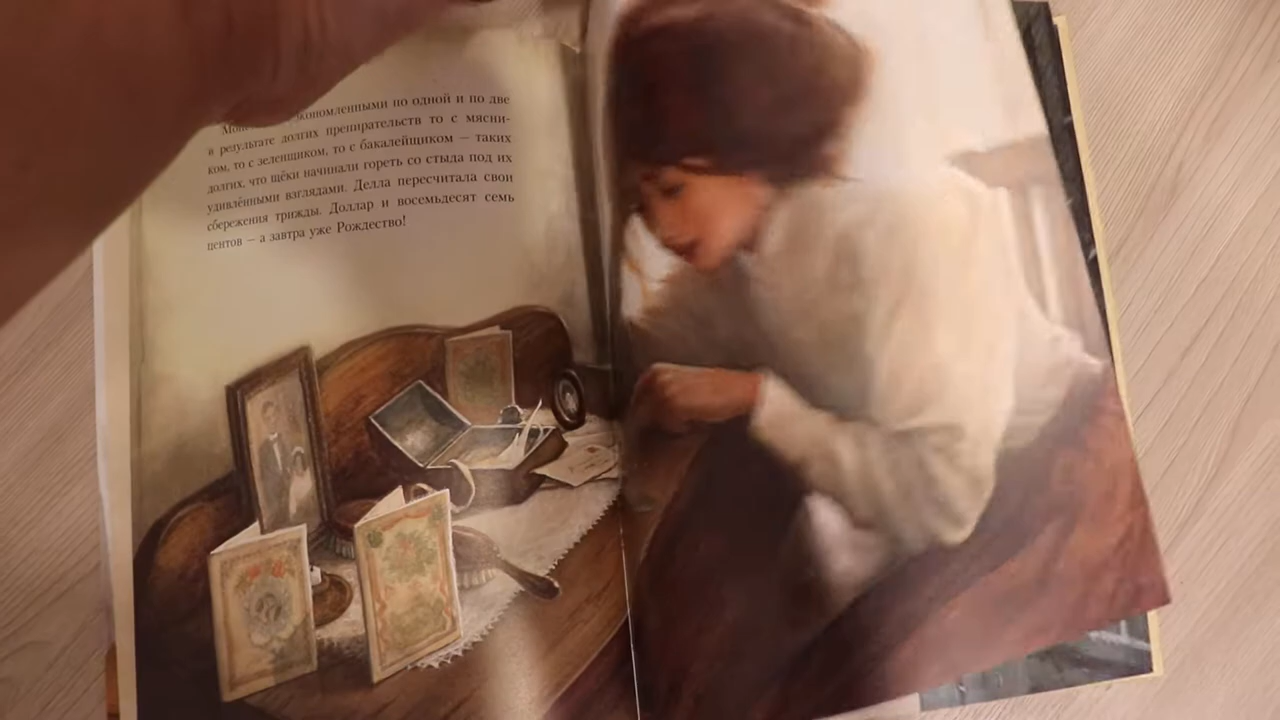 экономленными по одной и по две
в результате долгих препирательств то с мясни-
ком, то с зеленщиком, то с бакалейщиком — таких
долгих, что щёки начинали гореть со стыда под их
удивлёнными взглядами. Делла пересчитала свои
сбережения трижды. Доллар и восемьдесят семь
центов — а завтра уже Рождество!